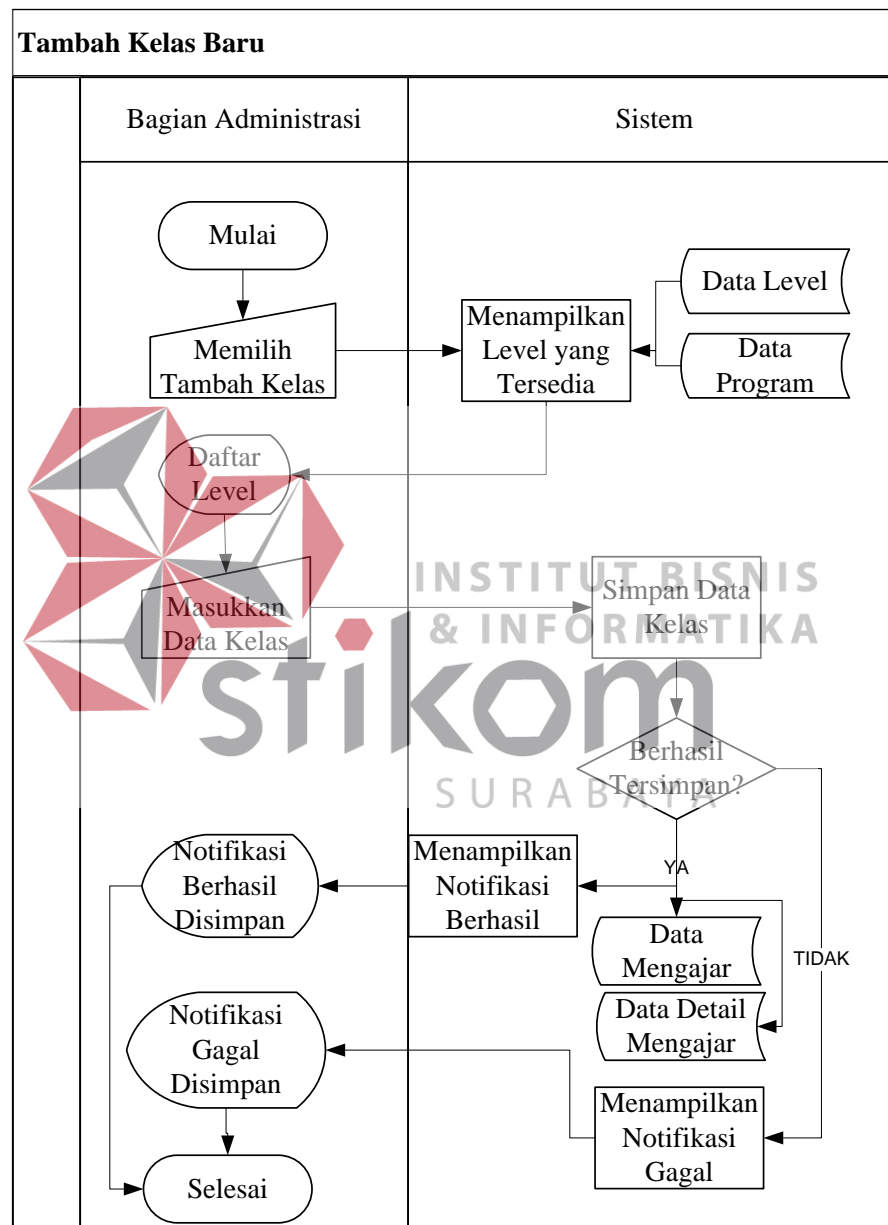 Tambah Kelas Baru
Bagian Administrasi
Sistem
Mulai
Data Level
Memilih
Tambah Kelas
Menampilkan
Level yang
Tersedia
Data
Program
Daftar
Level
INSTITUT BISNIS
& INFORMATIKA
stikom
SURABAYA
Masukkan
Data Kelas
Simpan Data
Kelas
Berhasil
Tersimpan?
YA
TIDAK
Notifikasi
Berhasil
Disimpan
Menampilkan
Notifikasi
Berhasil
Data
Mengajar
Data Detail
Mengajar
Notifikasi
Gagal
Disimpan
Menampilkan
Notifikasi
Gagal
Selesai